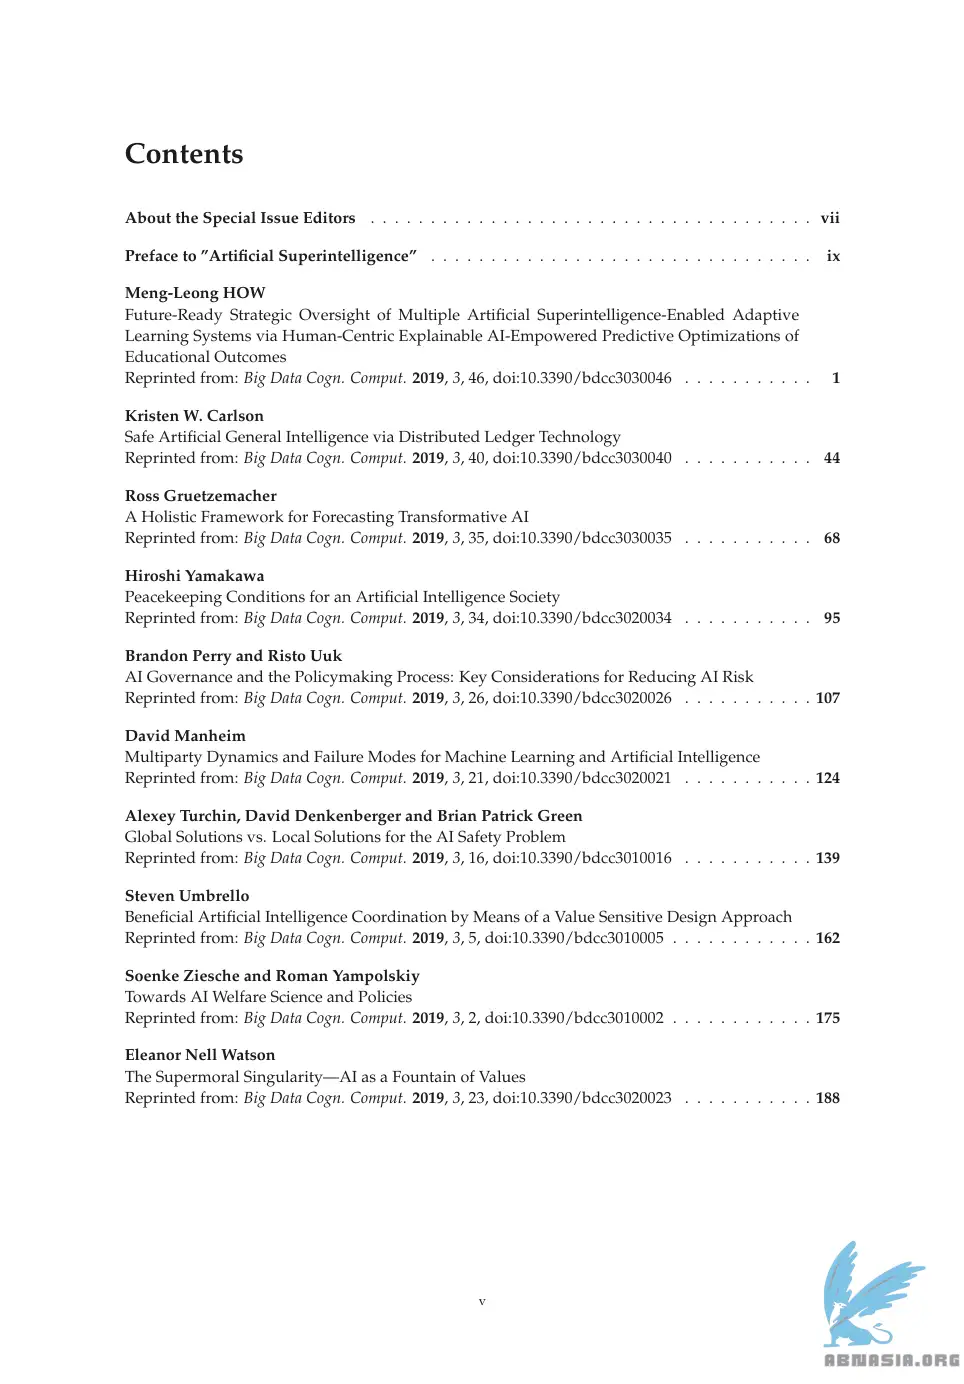 Contents
About the Special Issue Editors . . . . . . . . . . . . . . . . . . . . . . . . . . . . . . . . . . . . . vii
Preface to ”Artificial Superintelligence” . . . . . . . . . . . . . . . . . . . . . . . . . . . . . . . . ix
Meng-Leong HOW
Future-Ready Strategic Oversight of Multiple Artificial Superintelligence-Enabled Adaptive
Learning Systems via Human-Centric Explainable AI-Empowered Predictive Optimizations of
Educational Outcomes
Reprinted from: Big Data Cogn. Comput. 2019, 3, 46, doi:10.3390/bdcc3030046 . . . . . . . . . . . 1
Kristen W. Carlson
Safe Artificial General Intelligence via Distributed Ledger Technology
Reprinted from: Big Data Cogn. Comput. 2019, 3, 40, doi:10.3390/bdcc3030040 . . . . . . . . . . . 44
Ross Gruetzemacher
A Holistic Framework for Forecasting Transformative AI
Reprinted from: Big Data Cogn. Comput. 2019, 3, 35, doi:10.3390/bdcc3030035 . . . . . . . . . . . 68
Hiroshi Yamakawa
Peacekeeping Conditions for an Artificial Intelligence Society
Reprinted from: Big Data Cogn. Comput. 2019, 3, 34, doi:10.3390/bdcc3020034 . . . . . . . . . . . 95
Brandon Perry and Risto Uuk
AI Governance and the Policymaking Process: Key Considerations for Reducing AI Risk
Reprinted from: Big Data Cogn. Comput. 2019, 3, 26, doi:10.3390/bdcc3020026 . . . . . . . . . . . 107
David Manheim
Multiparty Dynamics and Failure Modes for Machine Learning and Artificial Intelligence
Reprinted from: Big Data Cogn. Comput. 2019, 3, 21, doi:10.3390/bdcc3020021 . . . . . . . . . . . 124
Alexey Turchin, David Denkenberger and Brian Patrick Green
Global Solutions vs. Local Solutions for the AI Safety Problem
Reprinted from: Big Data Cogn. Comput. 2019, 3, 16, doi:10.3390/bdcc3010016 . . . . . . . . . . . 139
Steven Umbrello
Beneficial Artificial Intelligence Coordination by Means of a Value Sensitive Design Approach
Reprinted from: Big Data Cogn. Comput. 2019, 3, 5, doi:10.3390/bdcc3010005 . . . . . . . . . . . . 162
Soenke Ziesche and Roman Yampolskiy
Towards AI Welfare Science and Policies
Reprinted from: Big Data Cogn. Comput. 2019, 3, 2, doi:10.3390/bdcc3010002 . . . . . . . . . . . . 175
Eleanor Nell Watson
The Supermoral Singularity—AI as a Fountain of Values
Reprinted from: Big Data Cogn. Comput. 2019, 3, 23, doi:10.3390/bdcc3020023 . . . . . . . . . . . 188
v
ABNASIA.ORG